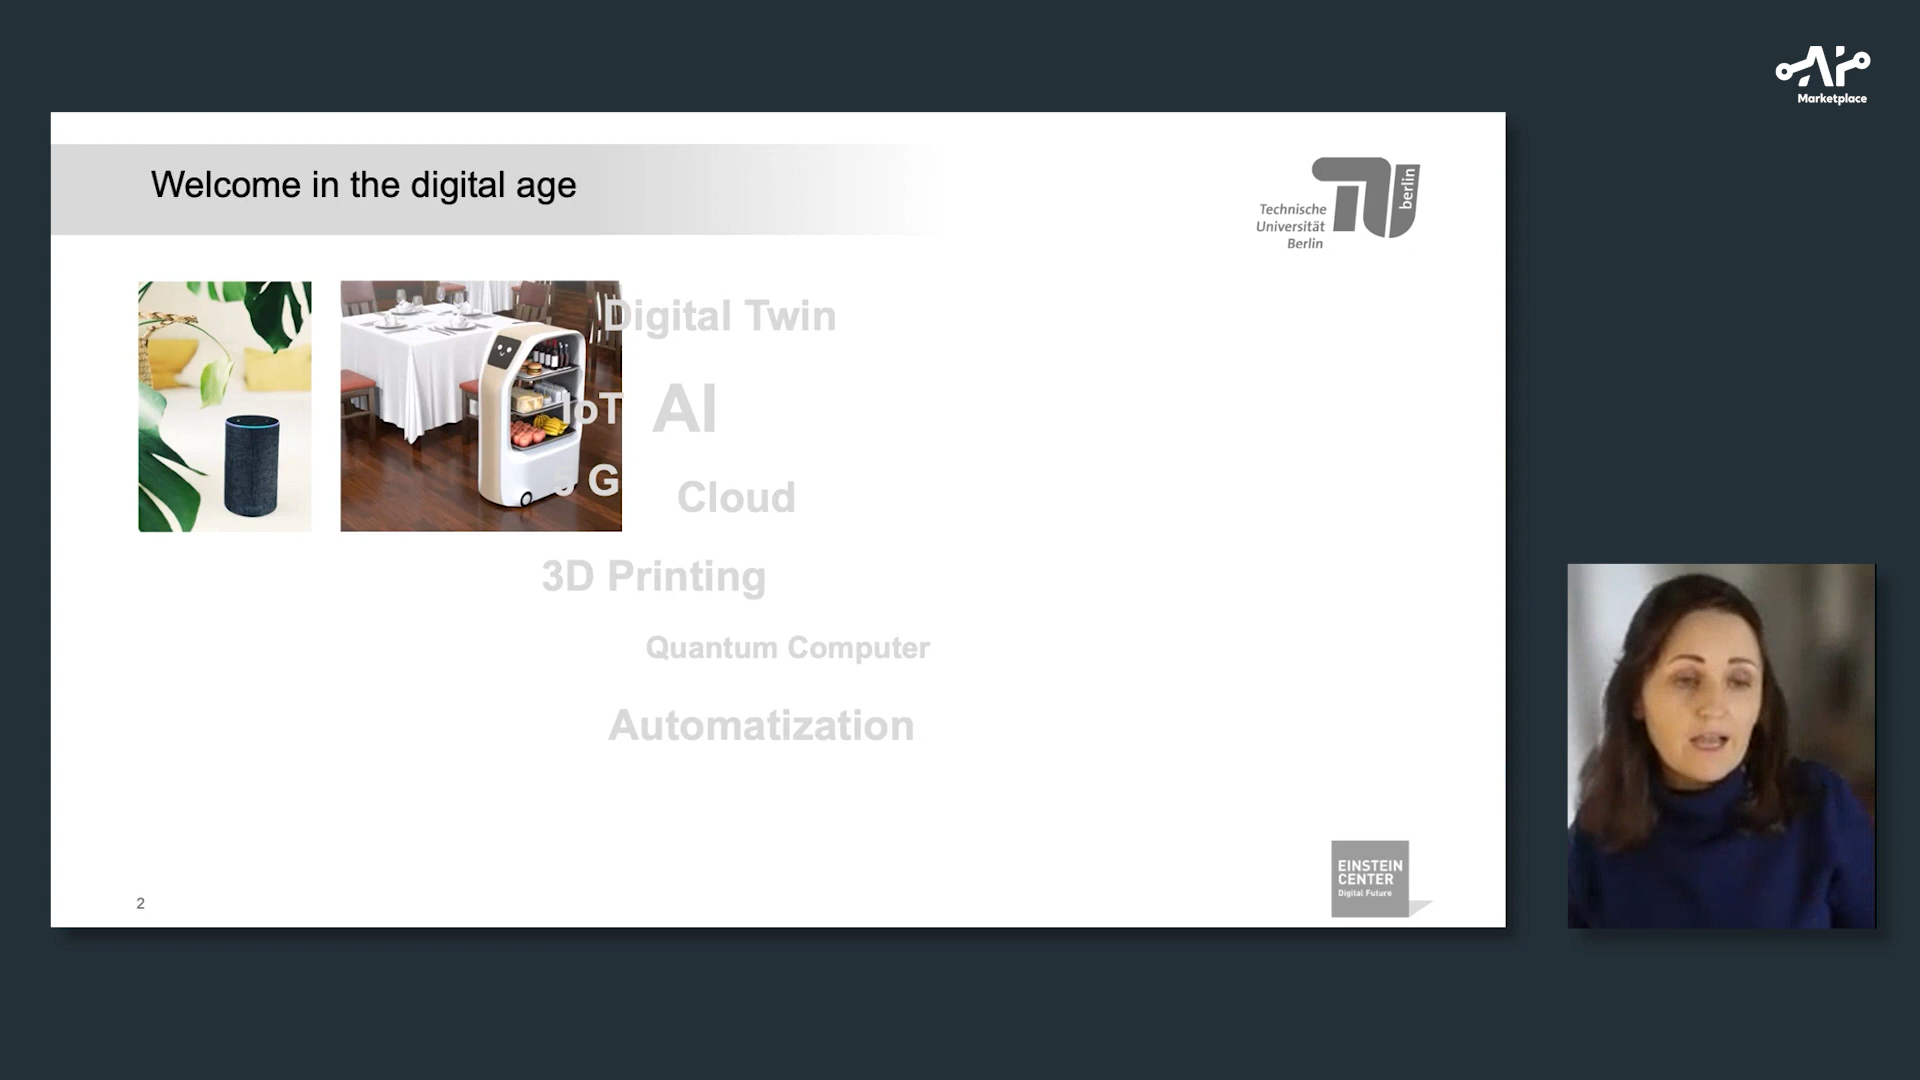 Marketplace
Welcome in the digital age
Technische
Universität
Berlin
berlin
Digital Twin
IoT
AI
G
Cloud
3D Printing
Quantum Computer
Automatization
EINSTEIN
CENTER
Digital Future
2